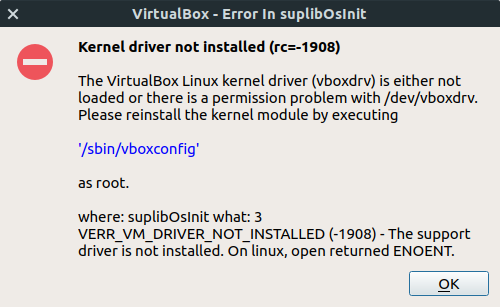 VirtualBox - Error In suplibOsInit
Kernel driver not installed (rc=-1908)
The VirtualBox Linux kernel driver (vboxdrv) is either not
loaded or there is a permission problem with /dev/vboxdrv.
Please reinstall the kernel module by executing
'/sbin/vboxconfig'
as root.
where: suplibOsInit what: 3
VERR_VM_DRIVER_NOT_INSTALLED (-1908) - The support
driver is not installed. On linux, open returned ENOENT.
OK